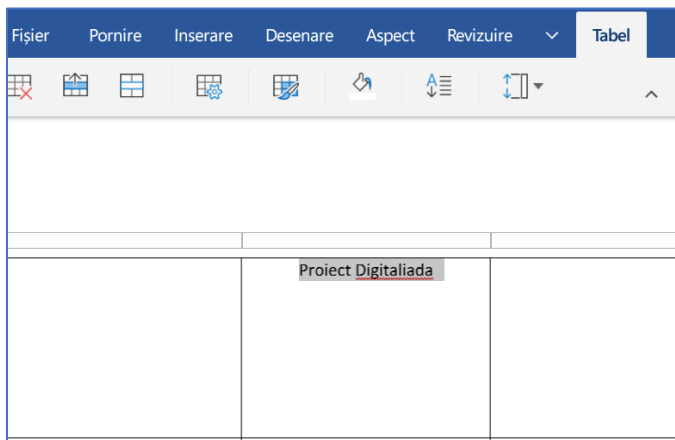 Fișier Pornire Inserare Desenare Aspect Revizuire Tabel
Proiect Digitaliada